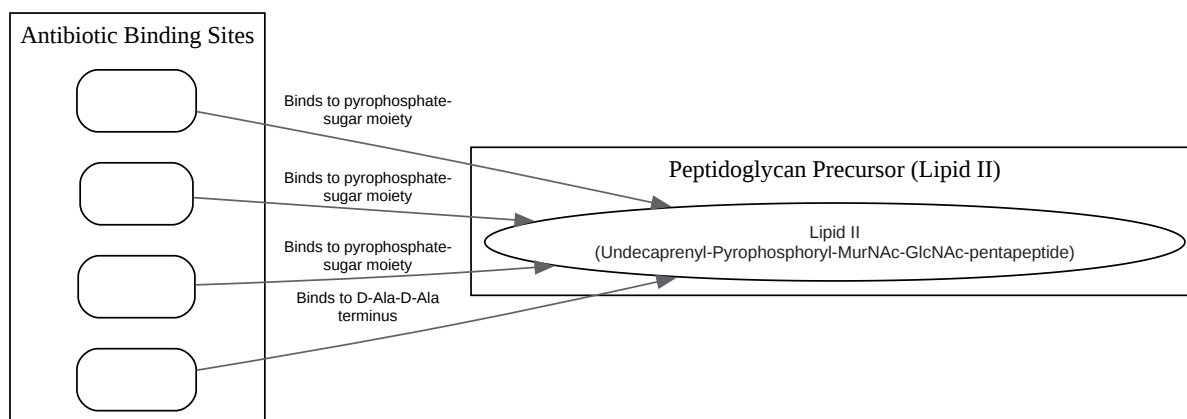 Antibiotic Binding Sites
Binds to pyrophosphate-
sugar moiety
Binds to pyrophosphate-
sugar moiety
Binds to pyrophosphate-
sugar moiety
Binds to D-Ala-D-Ala
terminus
Peptidoglycan Precursor (Lipid II)
Lipid II
(Undecaprenyl-Pyrophosphoryl-MurNAc-GlcNAc-pentapeptide)